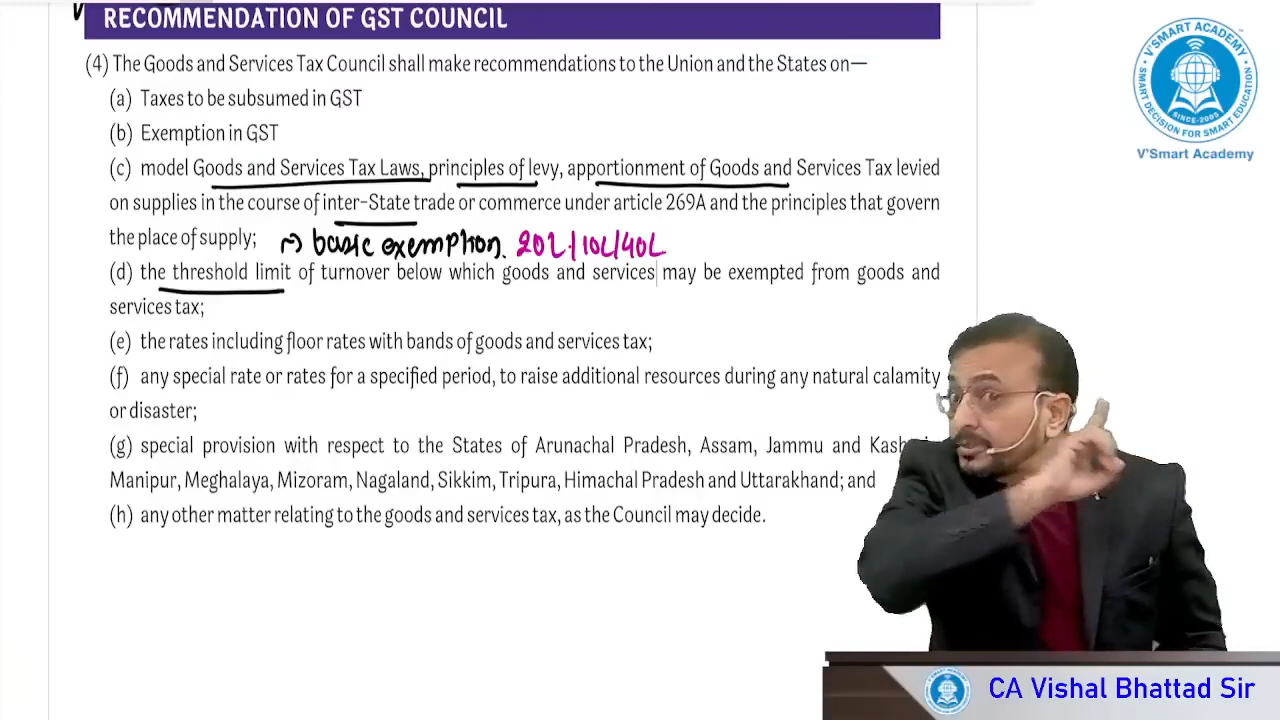 RECOMMENDATION OF GST COUNCIL
(4) The Goods and Services Tax Council shall make recommendations to the Union and the States on—
(a) Taxes to be subsumed in GST
(b) Exemption in GST
(c) model Goods and Services Tax Laws, principles of levy, apportionment of Goods and Services Tax levied
on supplies in the course of inter-State trade or commerce under article 269A and the principles that govern
the place of supply;
basic exemption. 20L/10L/40L
(d) the threshold limit of turnover below which goods and services may be exempted from goods and
services tax;
(e) the rates including floor rates with bands of goods and services tax;
(f) any special rate or rates for a specified period, to raise additional resources during any natural calamity
or disaster;
(g) special provision with respect to the States of Arunachal Pradesh, Assam, Jammu and
Manipur, Meghalaya, Mizoram, Nagaland, Sikkim, Tripura, Himachal Pradesh and Uttarakhand; and
(h) any other matter relating to the goods and services tax, as the Council may decide.
V'SMART ACADEMY
SMART DECISION FOR SMART EDUCATION
SINCE-2005
V'Smart Academy
CA Vishal Bhattad Sir